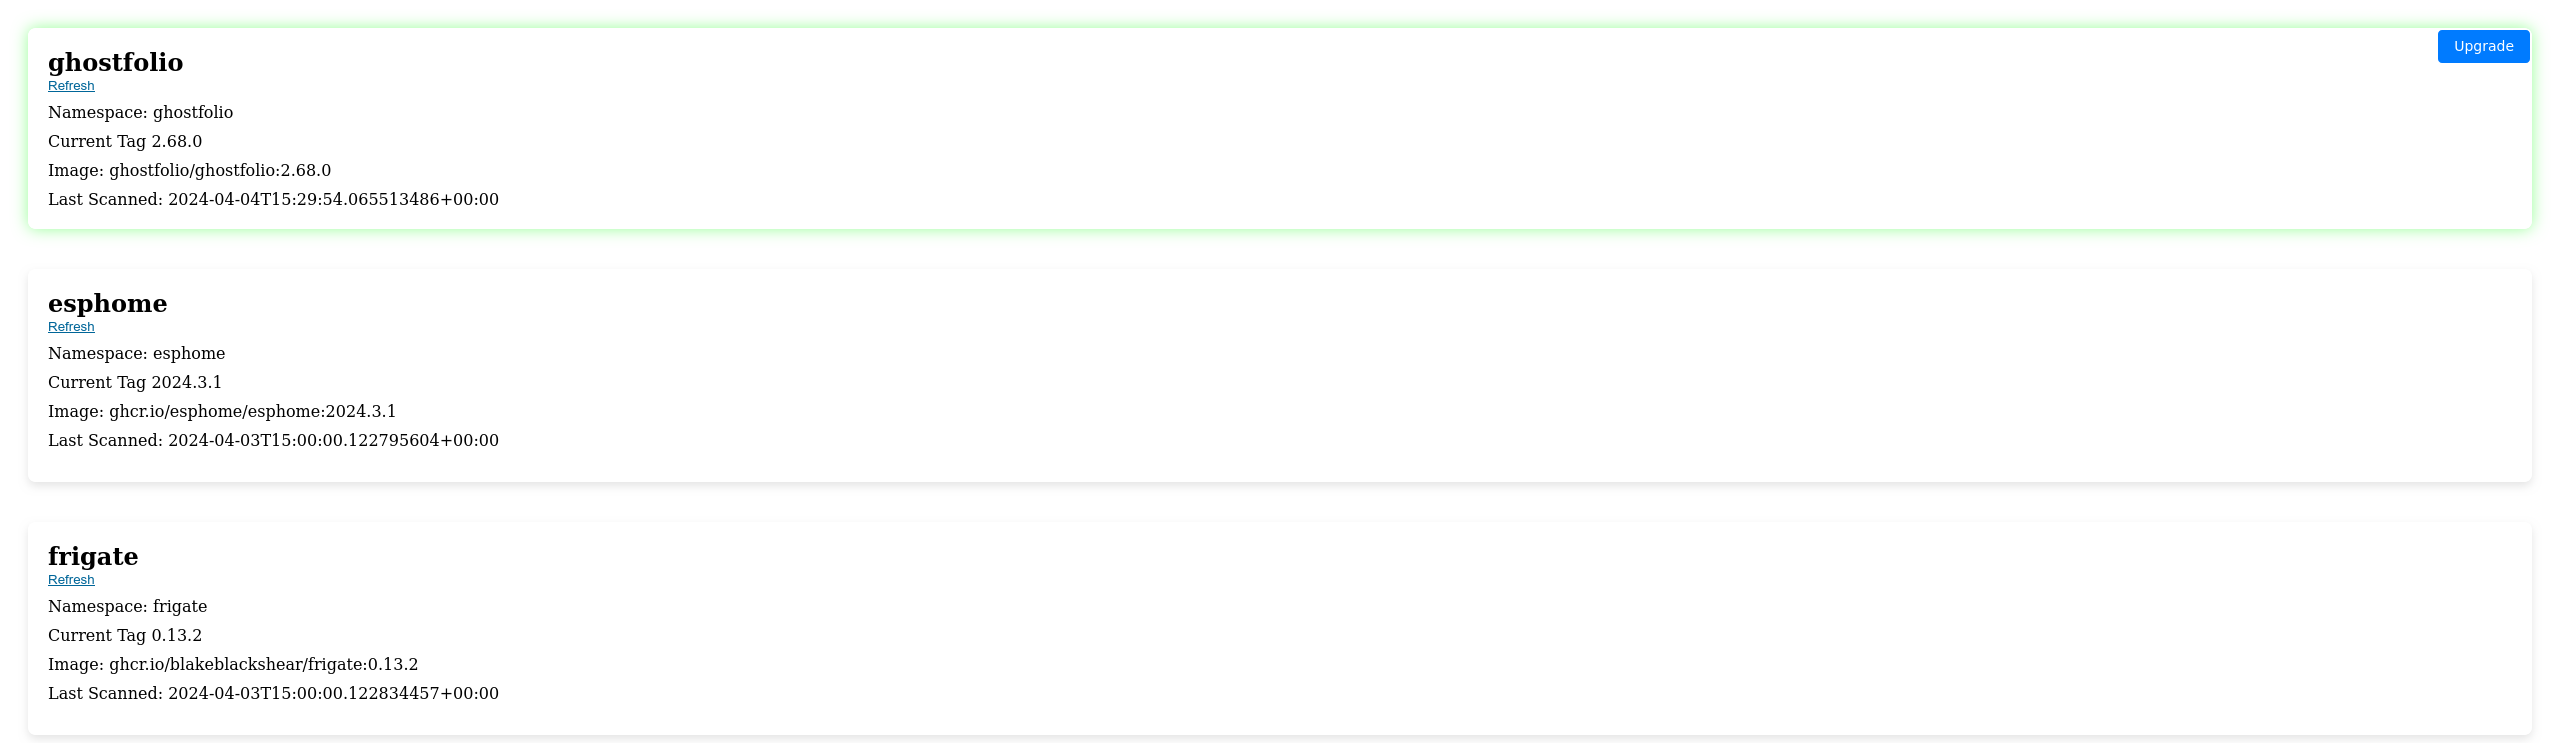 ghostfolio
Upgrade
Refresh
Namespace: ghostfolio
Current Tag 2.68.0
Image: ghostfolio/ghostfolio:2.68.0
Last Scanned: 2024-04-04T15:29:54.065513486+00:00
esphome
Refresh
Namespace: esphome
Current Tag 2024.3.1
Image: ghcr.io/esphome/esphome:2024.3.1
Last Scanned: 2024-04-03T15:00:00.122795604+00:00
frigate
Refresh
Namespace: frigate
Current Tag 0.13.2
Image: ghcr.io/blakeblackshear/frigate:0.13.2
Last Scanned: 2024-04-03T15:00:00.122834457+00:00